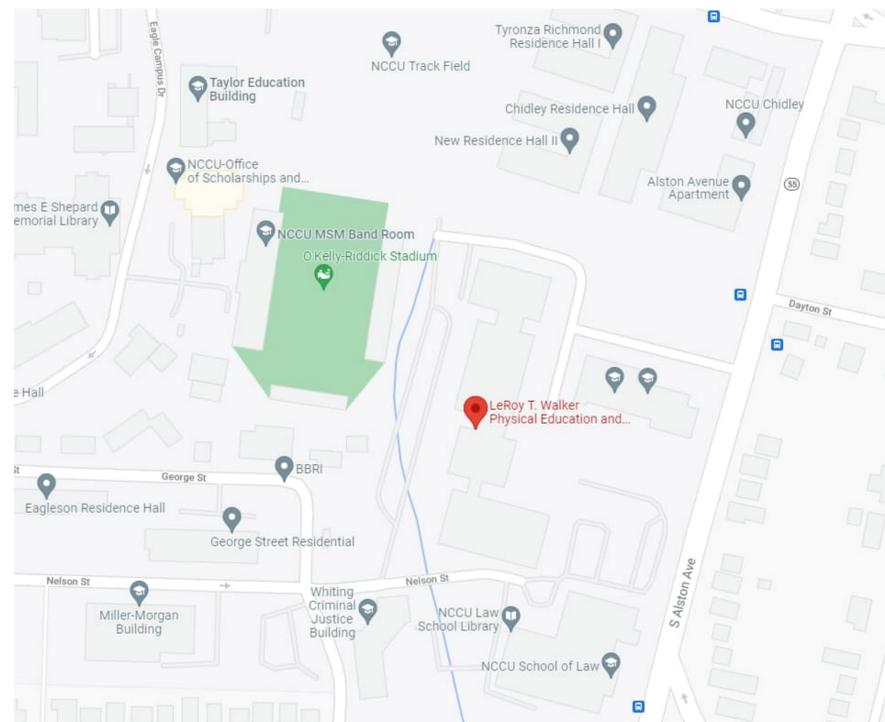 Eagle Campus Dr
Tyronza Richmond
Residence Hall I
NCCU Track Field
Taylor Education
Building
Chidley Residence Hall
NCCU Chidley
New Residence Hall II
NCCU-Office
of Scholarships and...
Alston Avenue
Apartment
55
mes E Shepard
emorial Library
NCCU MSM Band Room
O'Kelly-Riddick Stadium
Dayton St
e Hall
LeRoy T. Walker
Physical Education and...
St
George St
BBRI
Eagleson Residence Hall
George Street Residential
Nelson St
Nelson St
Miller-Morgan
Building
Whiting
Criminal
Justice
Building
NCCU Law
School Library
S Alston Ave
NCCU School of Law